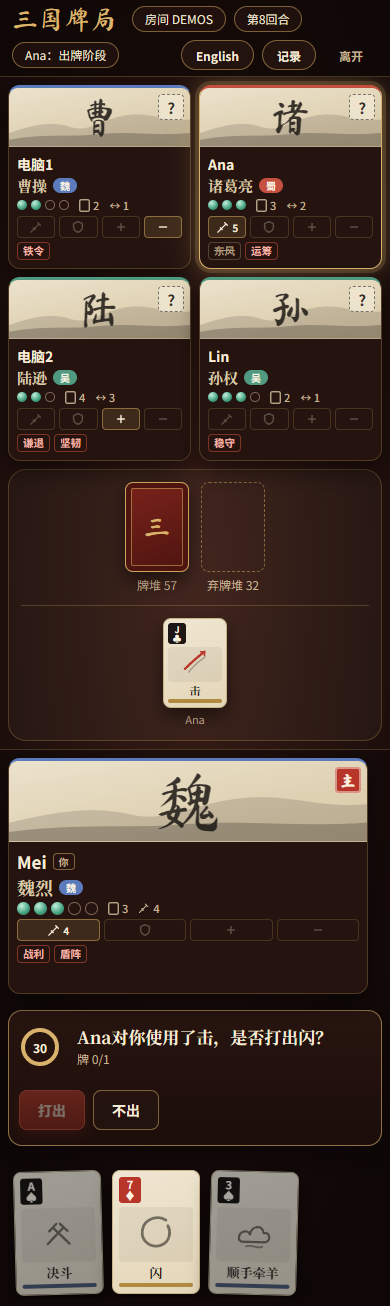 三国牌局
房间 DEMOS
第8回合
Ana：出牌阶段
English
记录
离开
曹
?
电脑1
曹操 魏
2 ↔ 1
−
铁令
诸
?
Ana
诸葛亮 蜀
3 ↔ 2
5
东风 运筹
陆
?
电脑2
陆逊 吴
4 ↔ 3
+
谦退 坚韧
孙
?
Lin
孙权 吴
2 ↔ 1
稳守
三
牌堆 57
弃牌堆 32
J♣
击
Ana
魏
主
Mei 你
魏烈 魏
3 4
4
战利 盾阵
30
Ana对你使用了击，是否打出闪？
牌 0/1
打出
不出
A♠
决斗
7♦
闪
3♠
顺手牵羊